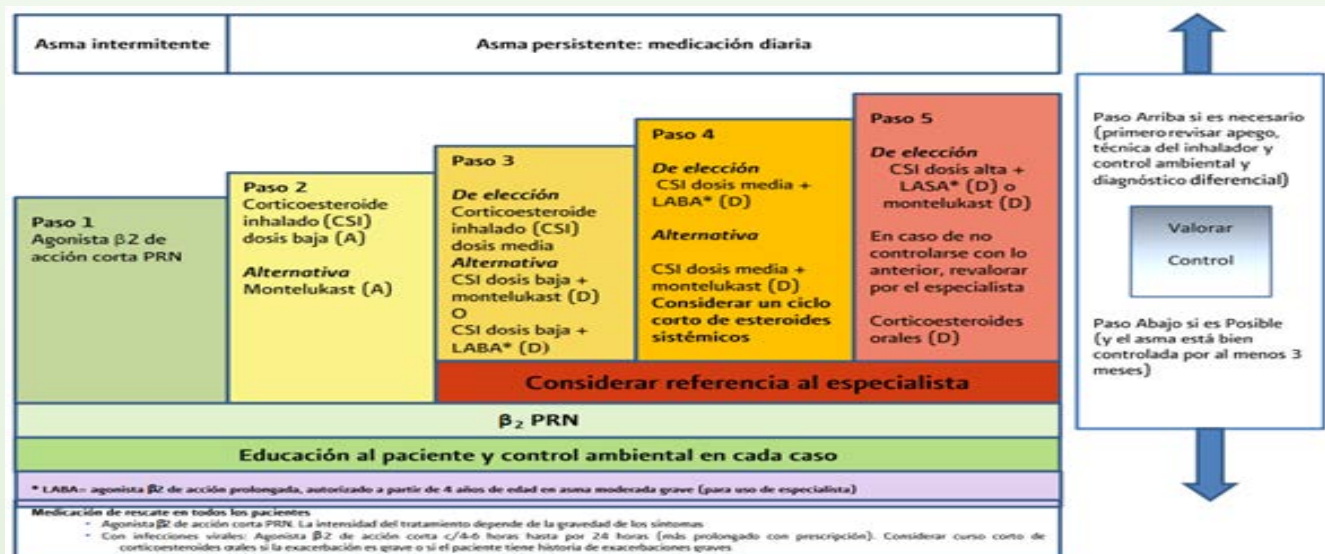 Asma intermitente
Asma persistente: medicación diaria
Paso 1
Agonista β2 de
acción corta PRN
Paso 2
Corticoesteroide
inhalado (CSI)
dosis baja (A)
Alternativa
Montelukast (A)
Paso 3
De elección
Corticoesteroide
inhalado (CSI)
dosis media
Alternativa
CSI dosis baja +
montelukast (D)
O
CSI dosis baja +
LABA* (D)
Paso 4
De elección
CSI dosis media +
LABA* (D)
Alternativa
CSI dosis media +
montelukast (D)
Considerar un ciclo
corto de esteroides
sistémicos
Paso 5
De elección
CSI dosis alta +
LASA* (D) o
montelukast (D)
En caso de no
controlarse con lo
anterior, revalorar
por el especialista
Corticoesteroides
orales (D)
Considerar referencia al especialista
β₂ PRN
Educación al paciente y control ambiental en cada caso
* LABA= agonista β2 de acción prolongada, autorizado a partir de 4 años de edad en asma moderada grave (para uso de especialista)
Medicación de rescate en todos los pacientes
• Agonista β2 de acción corta PRN. La intensidad del tratamiento depende de la gravedad de los síntomas
• Con infecciones virales: Agonista β2 de acción corta c/4-6 horas hasta por 24 horas (más prolongado con prescripción). Considerar curso corto de
corticoesteroides orales si la exacerbación es grave o si el paciente tiene historia de exacerbaciones graves
Paso Arriba si es necesario
(primero revisar apego,
técnica del inhalador y
control ambiental y
diagnóstico diferencial)
Valorar
Control
Paso Abajo si es Posible
(y el asma está bien
controlada por al menos 3
meses)